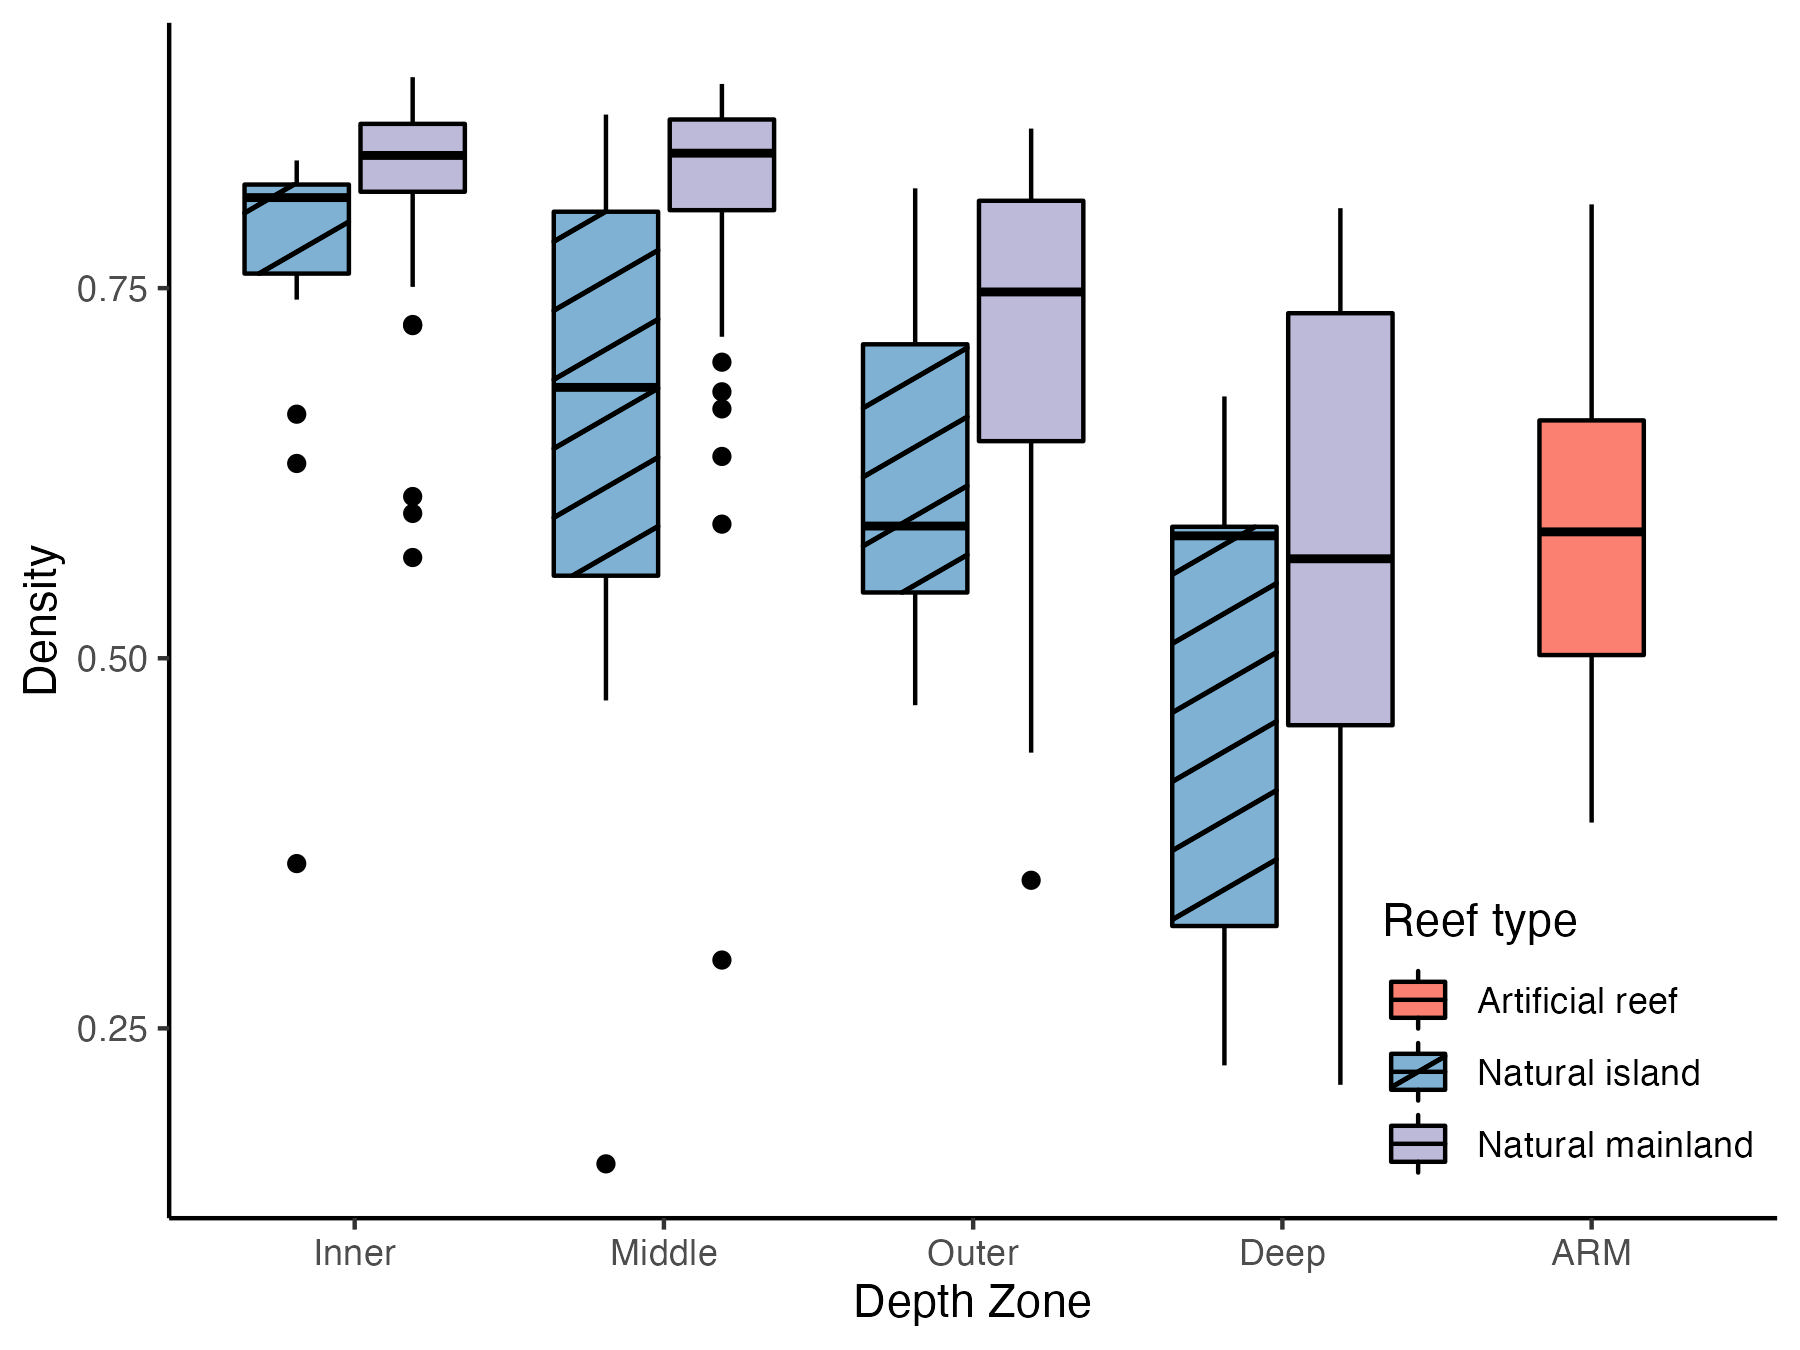 Density
0.75
0.50
0.25
Inner
Middle
Outer
Deep
ARM
Depth Zone
Reef type
Artificial reef
Natural island
Natural mainland